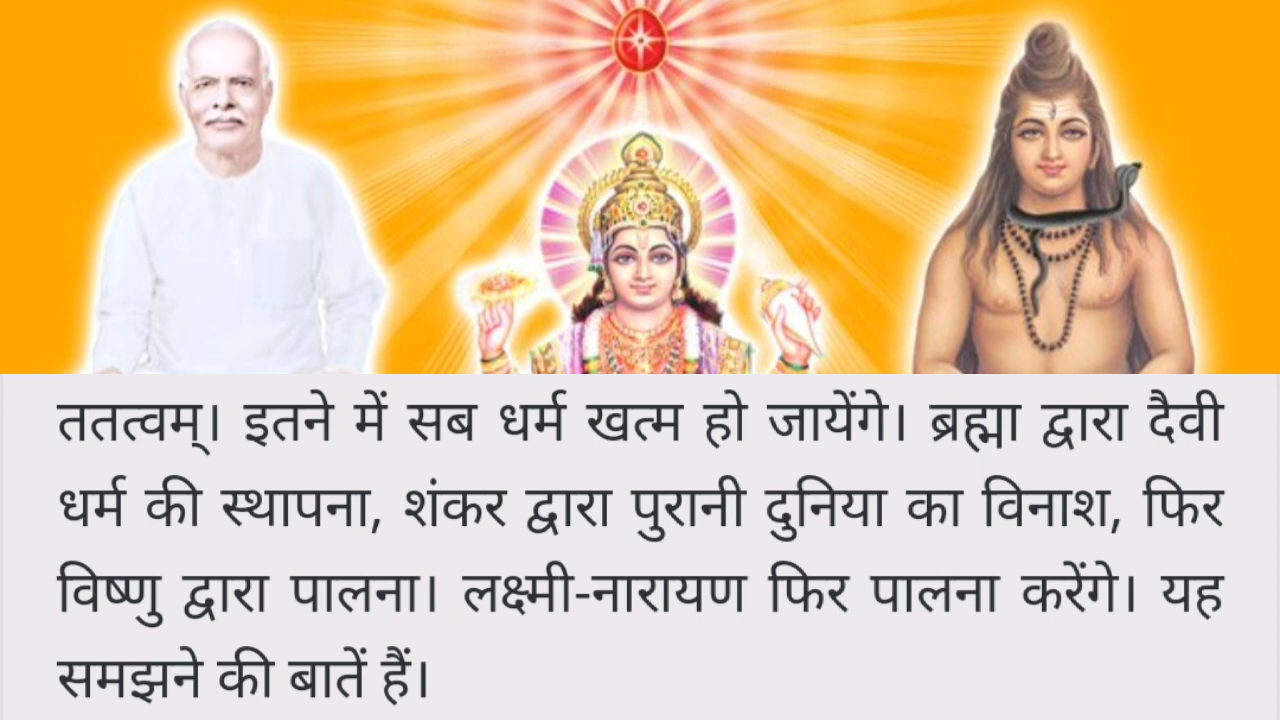 ततत्वम्। इतने में सब धर्म खत्म हो जायेंगे। ब्रह्मा द्वारा दैवी
धर्म की स्थापना, शंकर द्वारा पुरानी दुनिया का विनाश, फिर
विष्णु द्वारा पालना। लक्ष्मी-नारायण फिर पालना करेंगे। यह
समझने की बातें हैं।